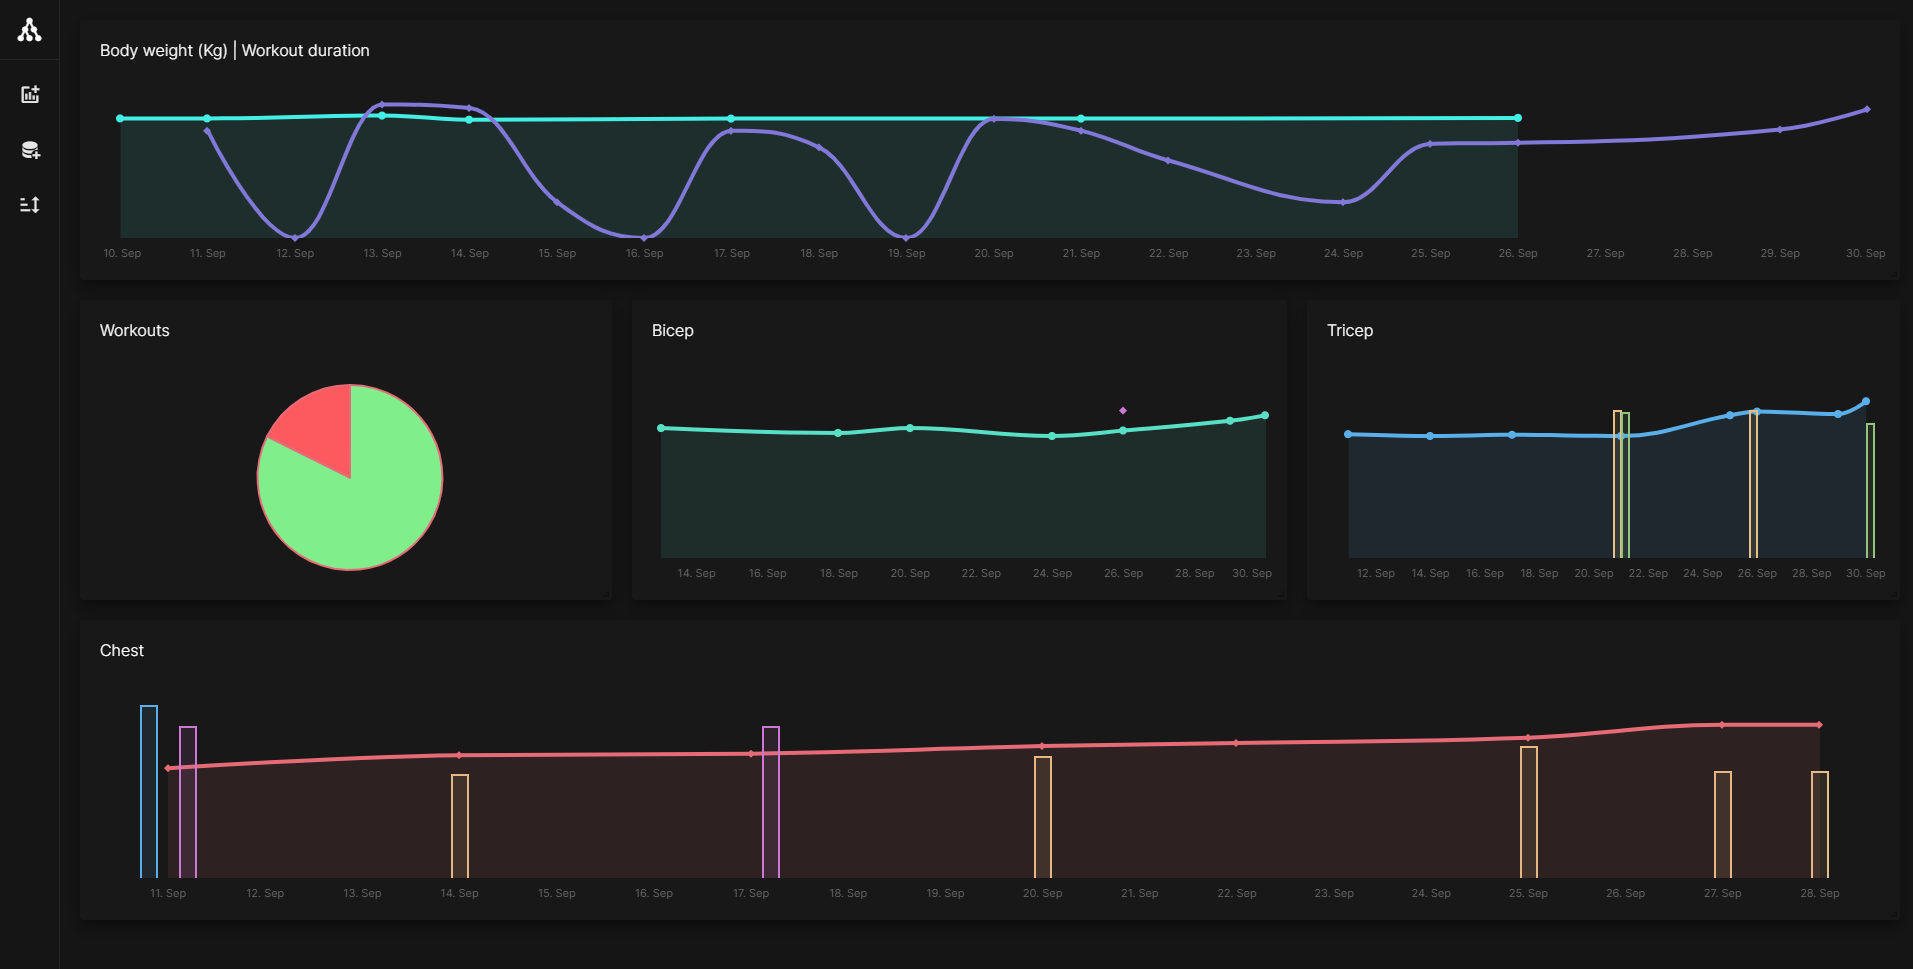 Body weight (Kg) | Workout duration
10. Sep 11. Sep 12. Sep 13. Sep 14. Sep 15. Sep 16. Sep 17. Sep 18. Sep 19. Sep 20. Sep 21. Sep 22. Sep 23. Sep 24. Sep 25. Sep 26. Sep 27. Sep 28. Sep 29. Sep 30. Sep
Workouts
Bicep
14. Sep 16. Sep 18. Sep 20. Sep 22. Sep 24. Sep 26. Sep 28. Sep 30. Sep
Tricep
12. Sep 14. Sep 16. Sep 18. Sep 20. Sep 22. Sep 24. Sep 26. Sep 28. Sep 30. Sep
Chest
11. Sep 12. Sep 13. Sep 14. Sep 15. Sep 16. Sep 17. Sep 18. Sep 19. Sep 20. Sep 21. Sep 22. Sep 23. Sep 24. Sep 25. Sep 26. Sep 27. Sep 28. Sep